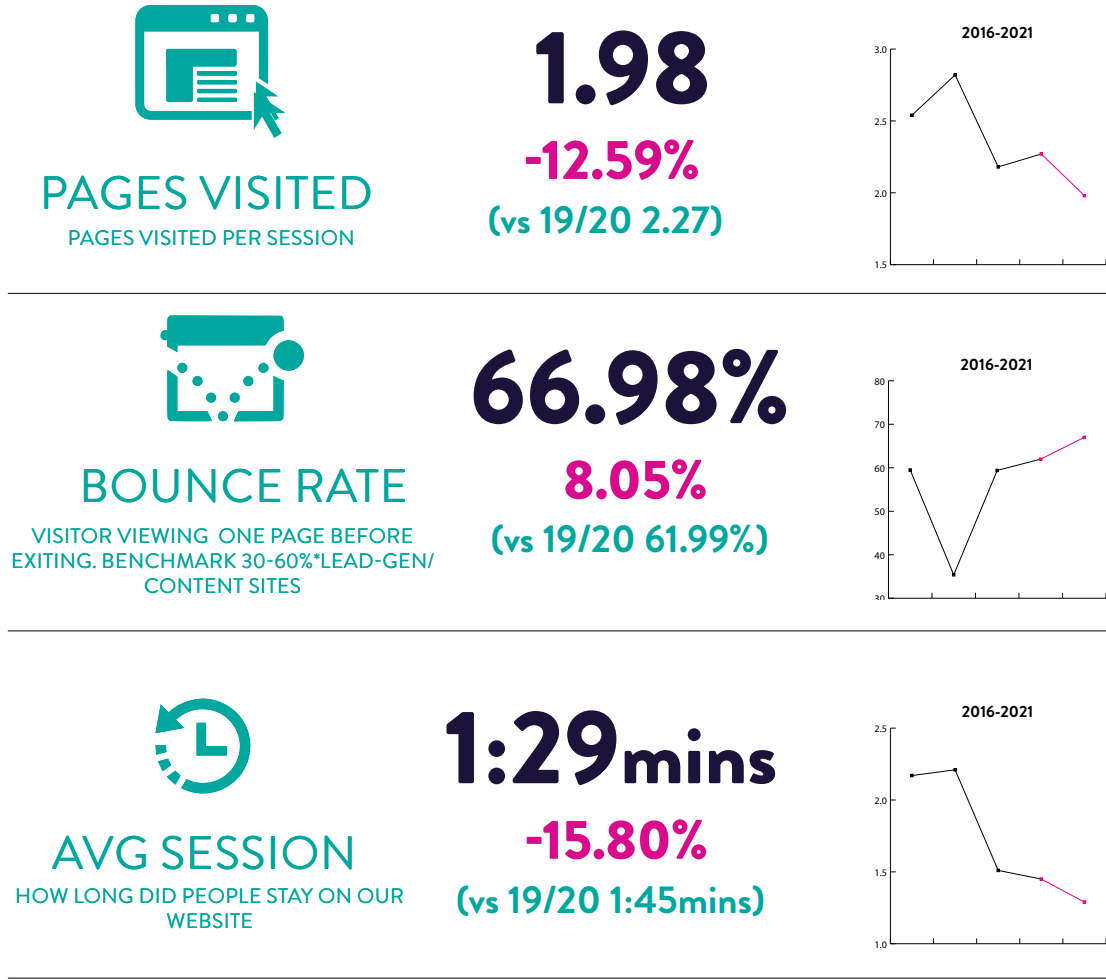 PAGES VISITED
PAGES VISITED PER SESSION
1.98
-12.59%
(vs 19/20 2.27)
2016-2021
3.0
2.5
2.0
1.5
BOUNCE RATE
VISITOR VIEWING ONE PAGE BEFORE
EXITING. BENCHMARK 30-60%*LEAD-GEN/
CONTENT SITES
66.98%
8.05%
(vs 19/20 61.99%)
2016-2021
80
70
60
50
40
30
AVG SESSION
HOW LONG DID PEOPLE STAY ON OUR
WEBSITE
1:29mins
-15.80%
(vs 19/20 1:45mins)
2016-2021
2.5
2.0
1.5
1.0